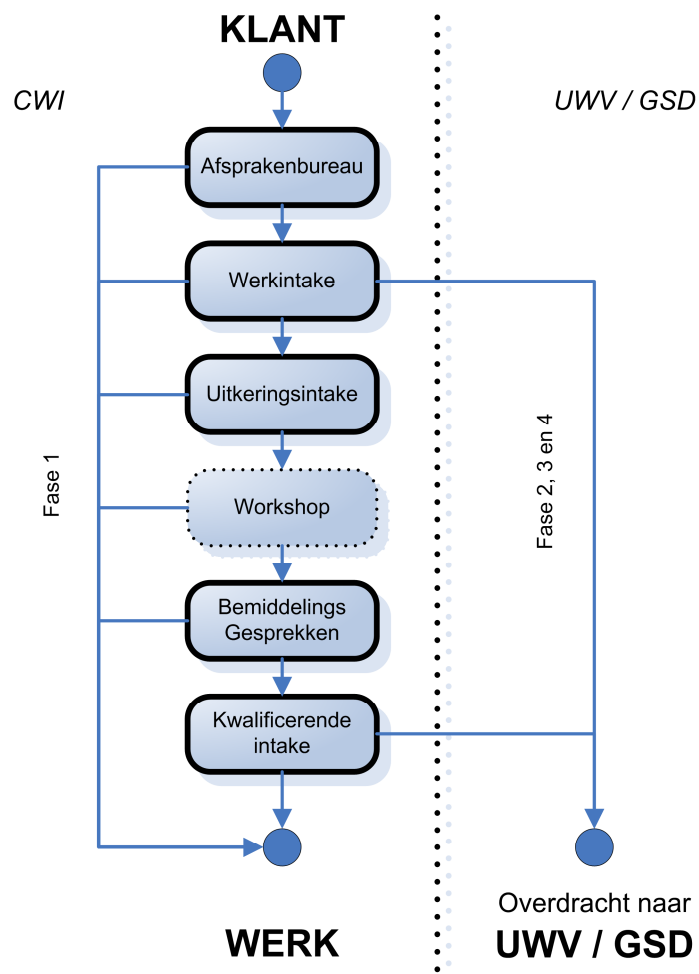 KLANT
CWI
UWV / GSD
Afsprakenbureau
Werkintake
Uitkeringsintake
Fase 1
Fase 2, 3 en 4
Workshop
Bemiddelings
Gesprekken
Kwalificerende
intake
Overdracht naar
WERK
UWV / GSD